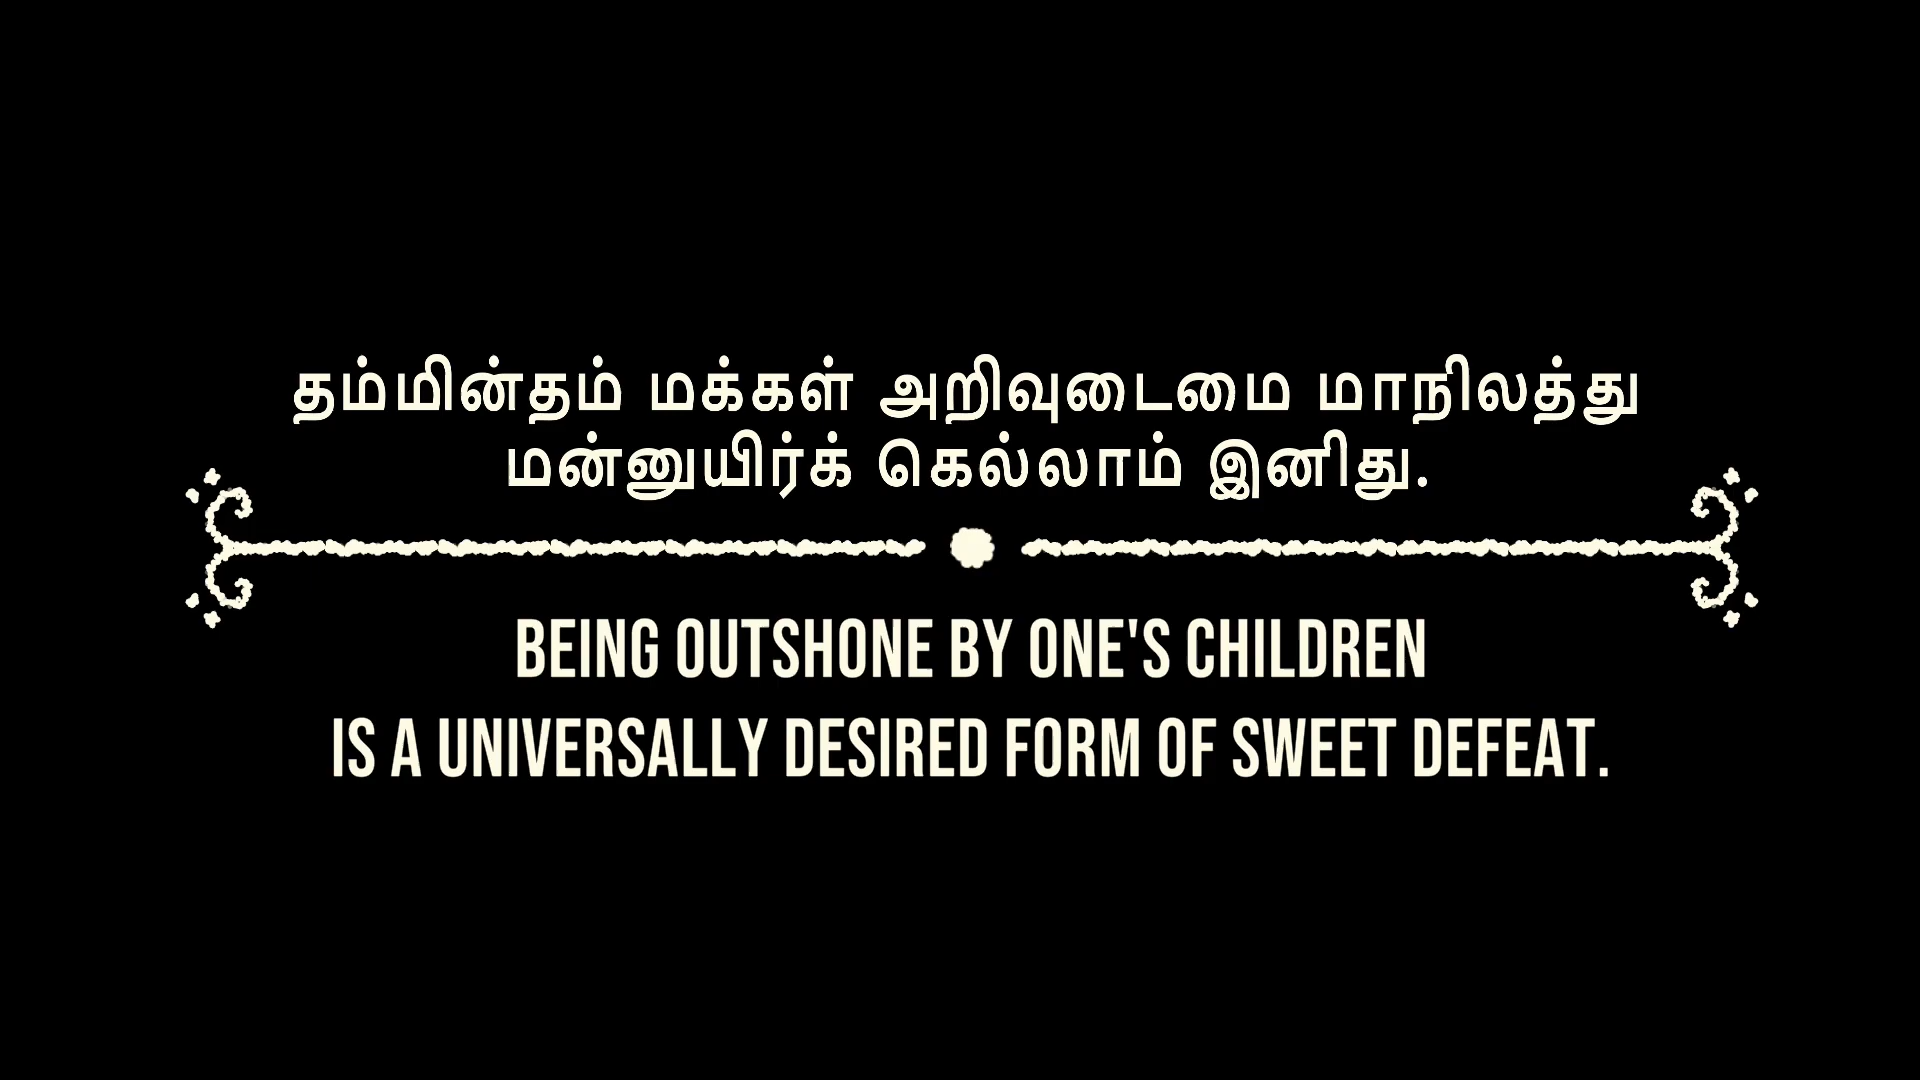 தம்மின்தம் மக்கள் அறிவுடைமை மாநிலத்து
மன்னுயிர்க் கெல்லாம் இனிது.
BEING OUTSHONE BY ONE'S CHILDREN
IS A UNIVERSALLY DESIRED FORM OF SWEET DEFEAT.